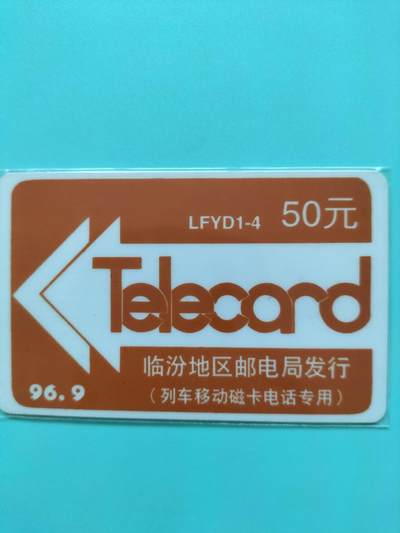 LFYD1-4 50元
Telecard
临汾地区邮电局发行
96.9
（列车移动磁卡电话专用）